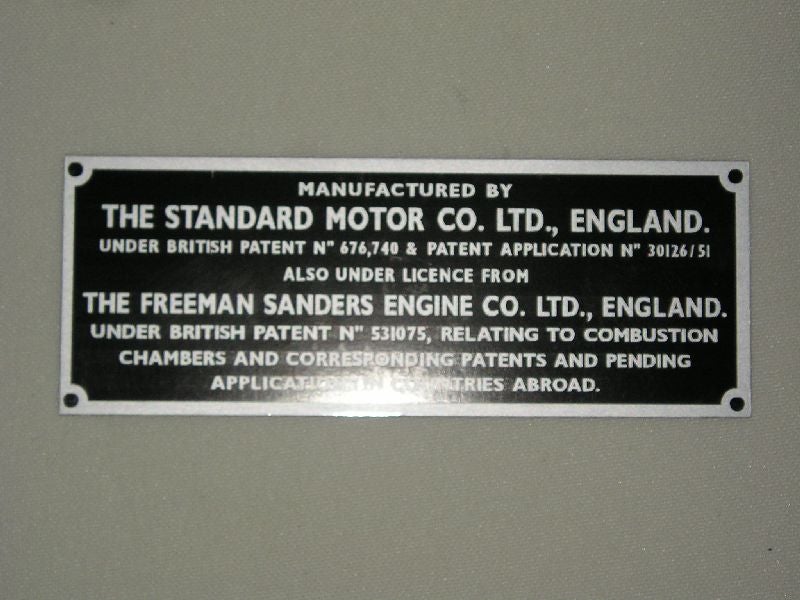 MANUFACTURED BY
THE STANDARD MOTOR CO. LTD., ENGLAND.
UNDER BRITISH PATENT Nº 676,740 & PATENT APPLICATION Nº 30126/51
ALSO UNDER LICENCE FROM
THE FREEMAN SANDERS ENGINE CO. LTD., ENGLAND.
UNDER BRITISH PATENT Nº 531075, RELATING TO COMBUSTION
CHAMBERS AND CORRESPONDING PATENTS AND PENDING
APPLICATIONS IN COUNTRIES ABROAD.